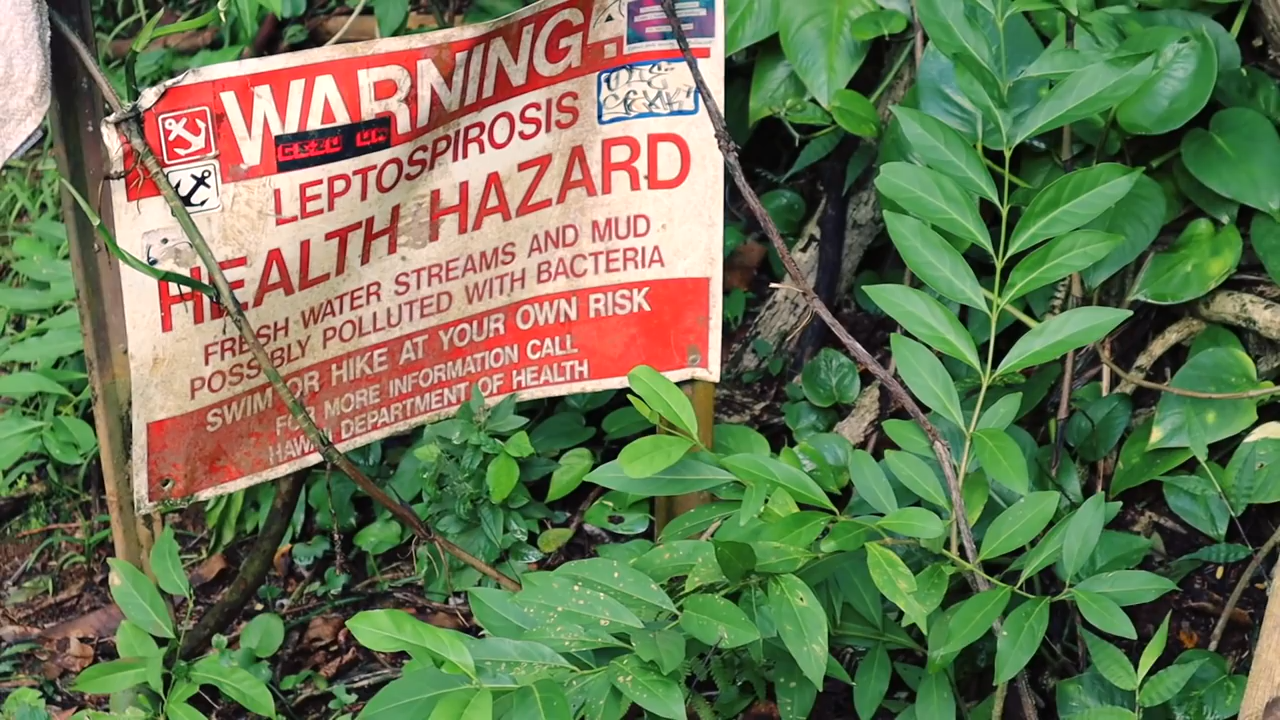 WARNING!
LEPTOSPIROSIS
HEALTH HAZARD
FRESH WATER STREAMS AND MUD
POSSIBLY POLLUTED WITH BACTERIA
SWIM OR HIKE AT YOUR OWN RISK
FOR MORE INFORMATION CALL
HAWAII DEPARTMENT OF HEALTH